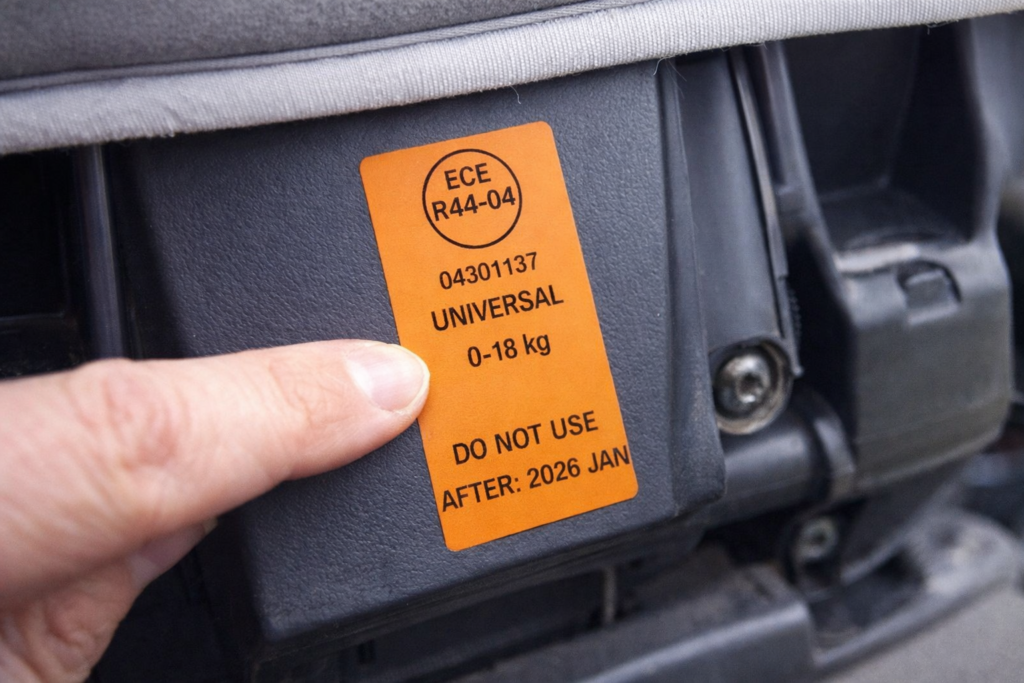 ECE
R44-04
04301137
UNIVERSAL
0-18 kg
DO NOT USE
AFTER: 2026 JAN